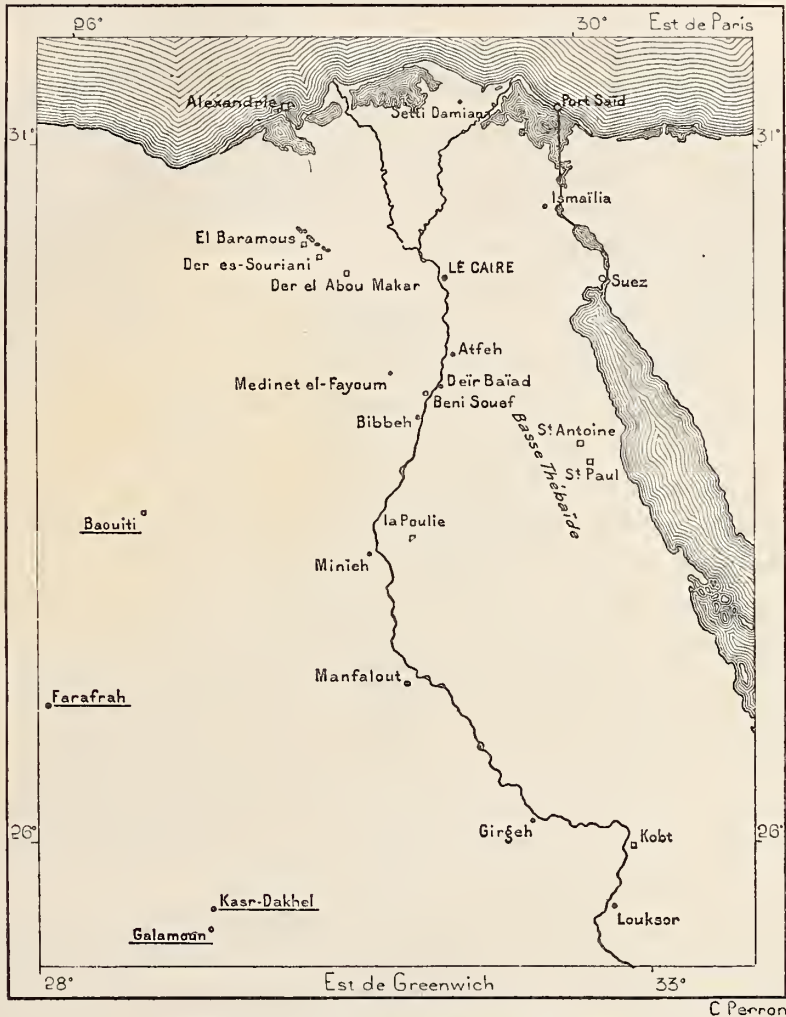 26° 30° Est de Paris
Alexandrie
Setti Damiane
Port Said
31° 31°
Ismaïlia
El Baramous
Der es-Souriani
Der el Abou Makar
LE CAIRE
Suez
Atfeh
Medinet el-Fayoum
Deïr Baïad
Beni Souef
Bibbeh
St Antoine
St Paul
Basse Thébaïde
Baouiti
la Poulie
Minïeh
Manfalout
Farafrah
Girgeh
26° 26°
Kobt
Kasr-Dakhel
Louksor
Galamoun
28° Est de Greenwich 33°
C Perron